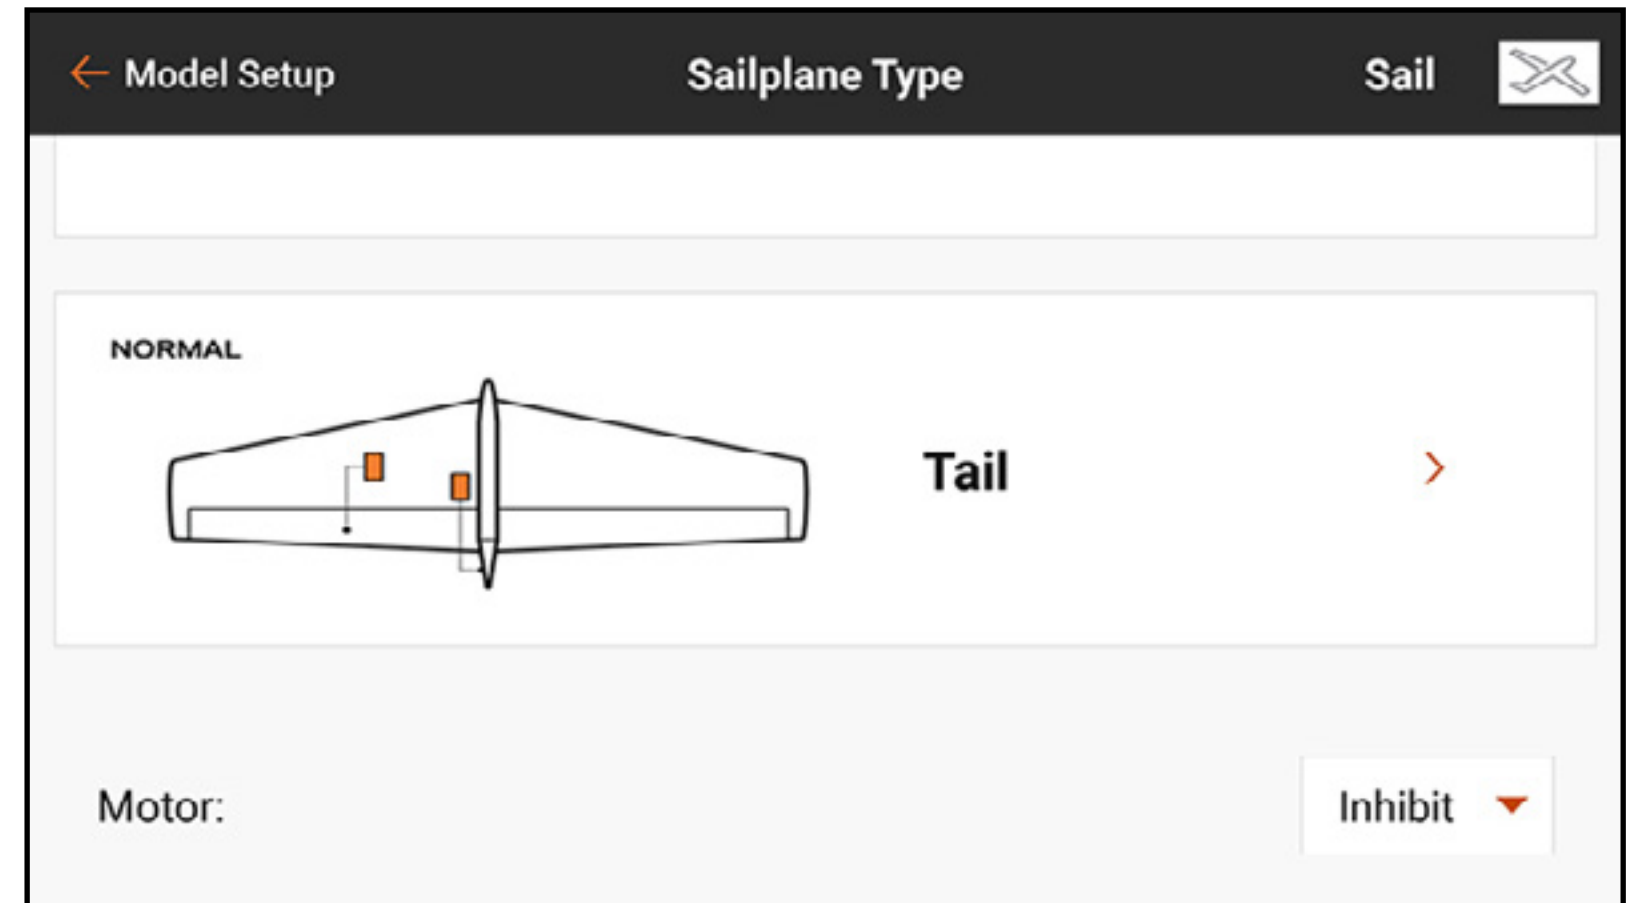 Model Setup
Sailplane Type
Sail
NORMAL
Tail
Motor:
Inhibit